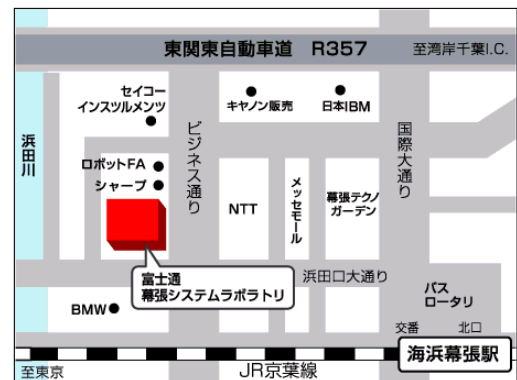 東関東自動車道 R357
至湾岸千葉I.C.
セイコー
インスツルメンツ
キヤノン販売
日本IBM
浜田川
ビジネス通り
国際大通り
ロボットFA
シャープ
NTT
メッセモール
幕張テクノ
ガーデン
富士通
幕張システムラボラトリ
浜田口大通り
バス
ロータリ
BMW
交番
北口
海浜幕張駅
至東京
JR京葉線